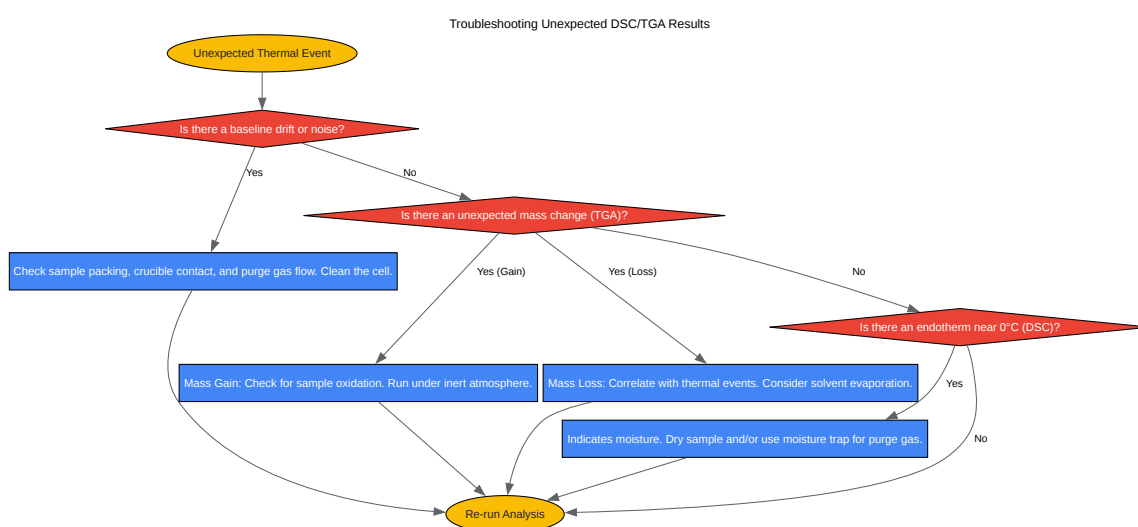 Troubleshooting Unexpected DSC/TGA Results
Unexpected Thermal Event
Is there a baseline drift or noise?
Yes
No
Is there an unexpected mass change (TGA)?
Check sample packing, crucible contact, and purge gas flow. Clean the cell.
Yes (Gain)
Yes (Loss)
No
Is there an endotherm near 0°C (DSC)?
Mass Gain: Check for sample oxidation. Run under inert atmosphere.
Mass Loss: Correlate with thermal events. Consider solvent evaporation.
Yes
Indicates moisture. Dry sample and/or use moisture trap for purge gas.
No
Re-run Analysis